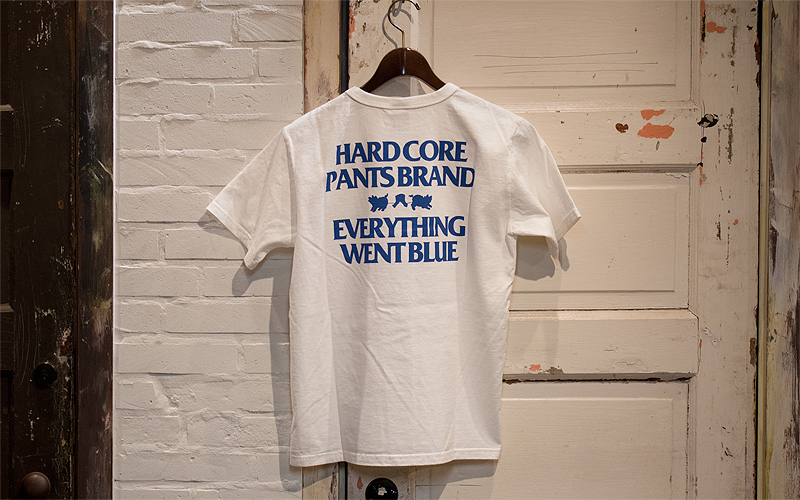 HARD CORE
PANTS BRAND
EVERYTHING
WENT BLUE